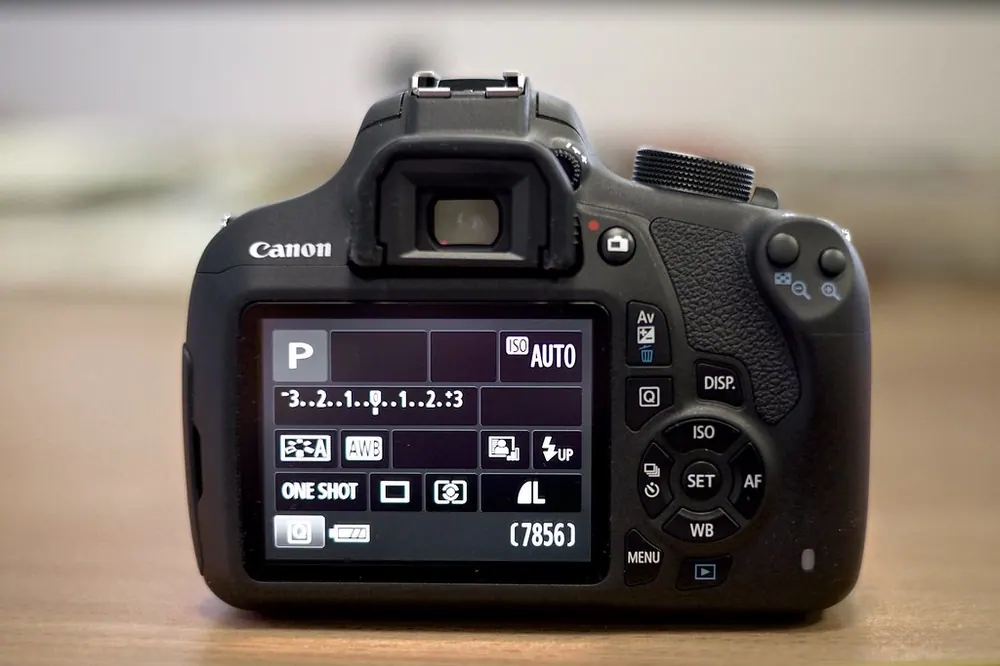 Canon
P
ISO AUTO
-3..2..1..0..1..2.:+3
A
AWB
UP
ONE SHOT
L
Q
(7856)
Av
Q
DISP.
ISO
SET
AF
WB
MENU